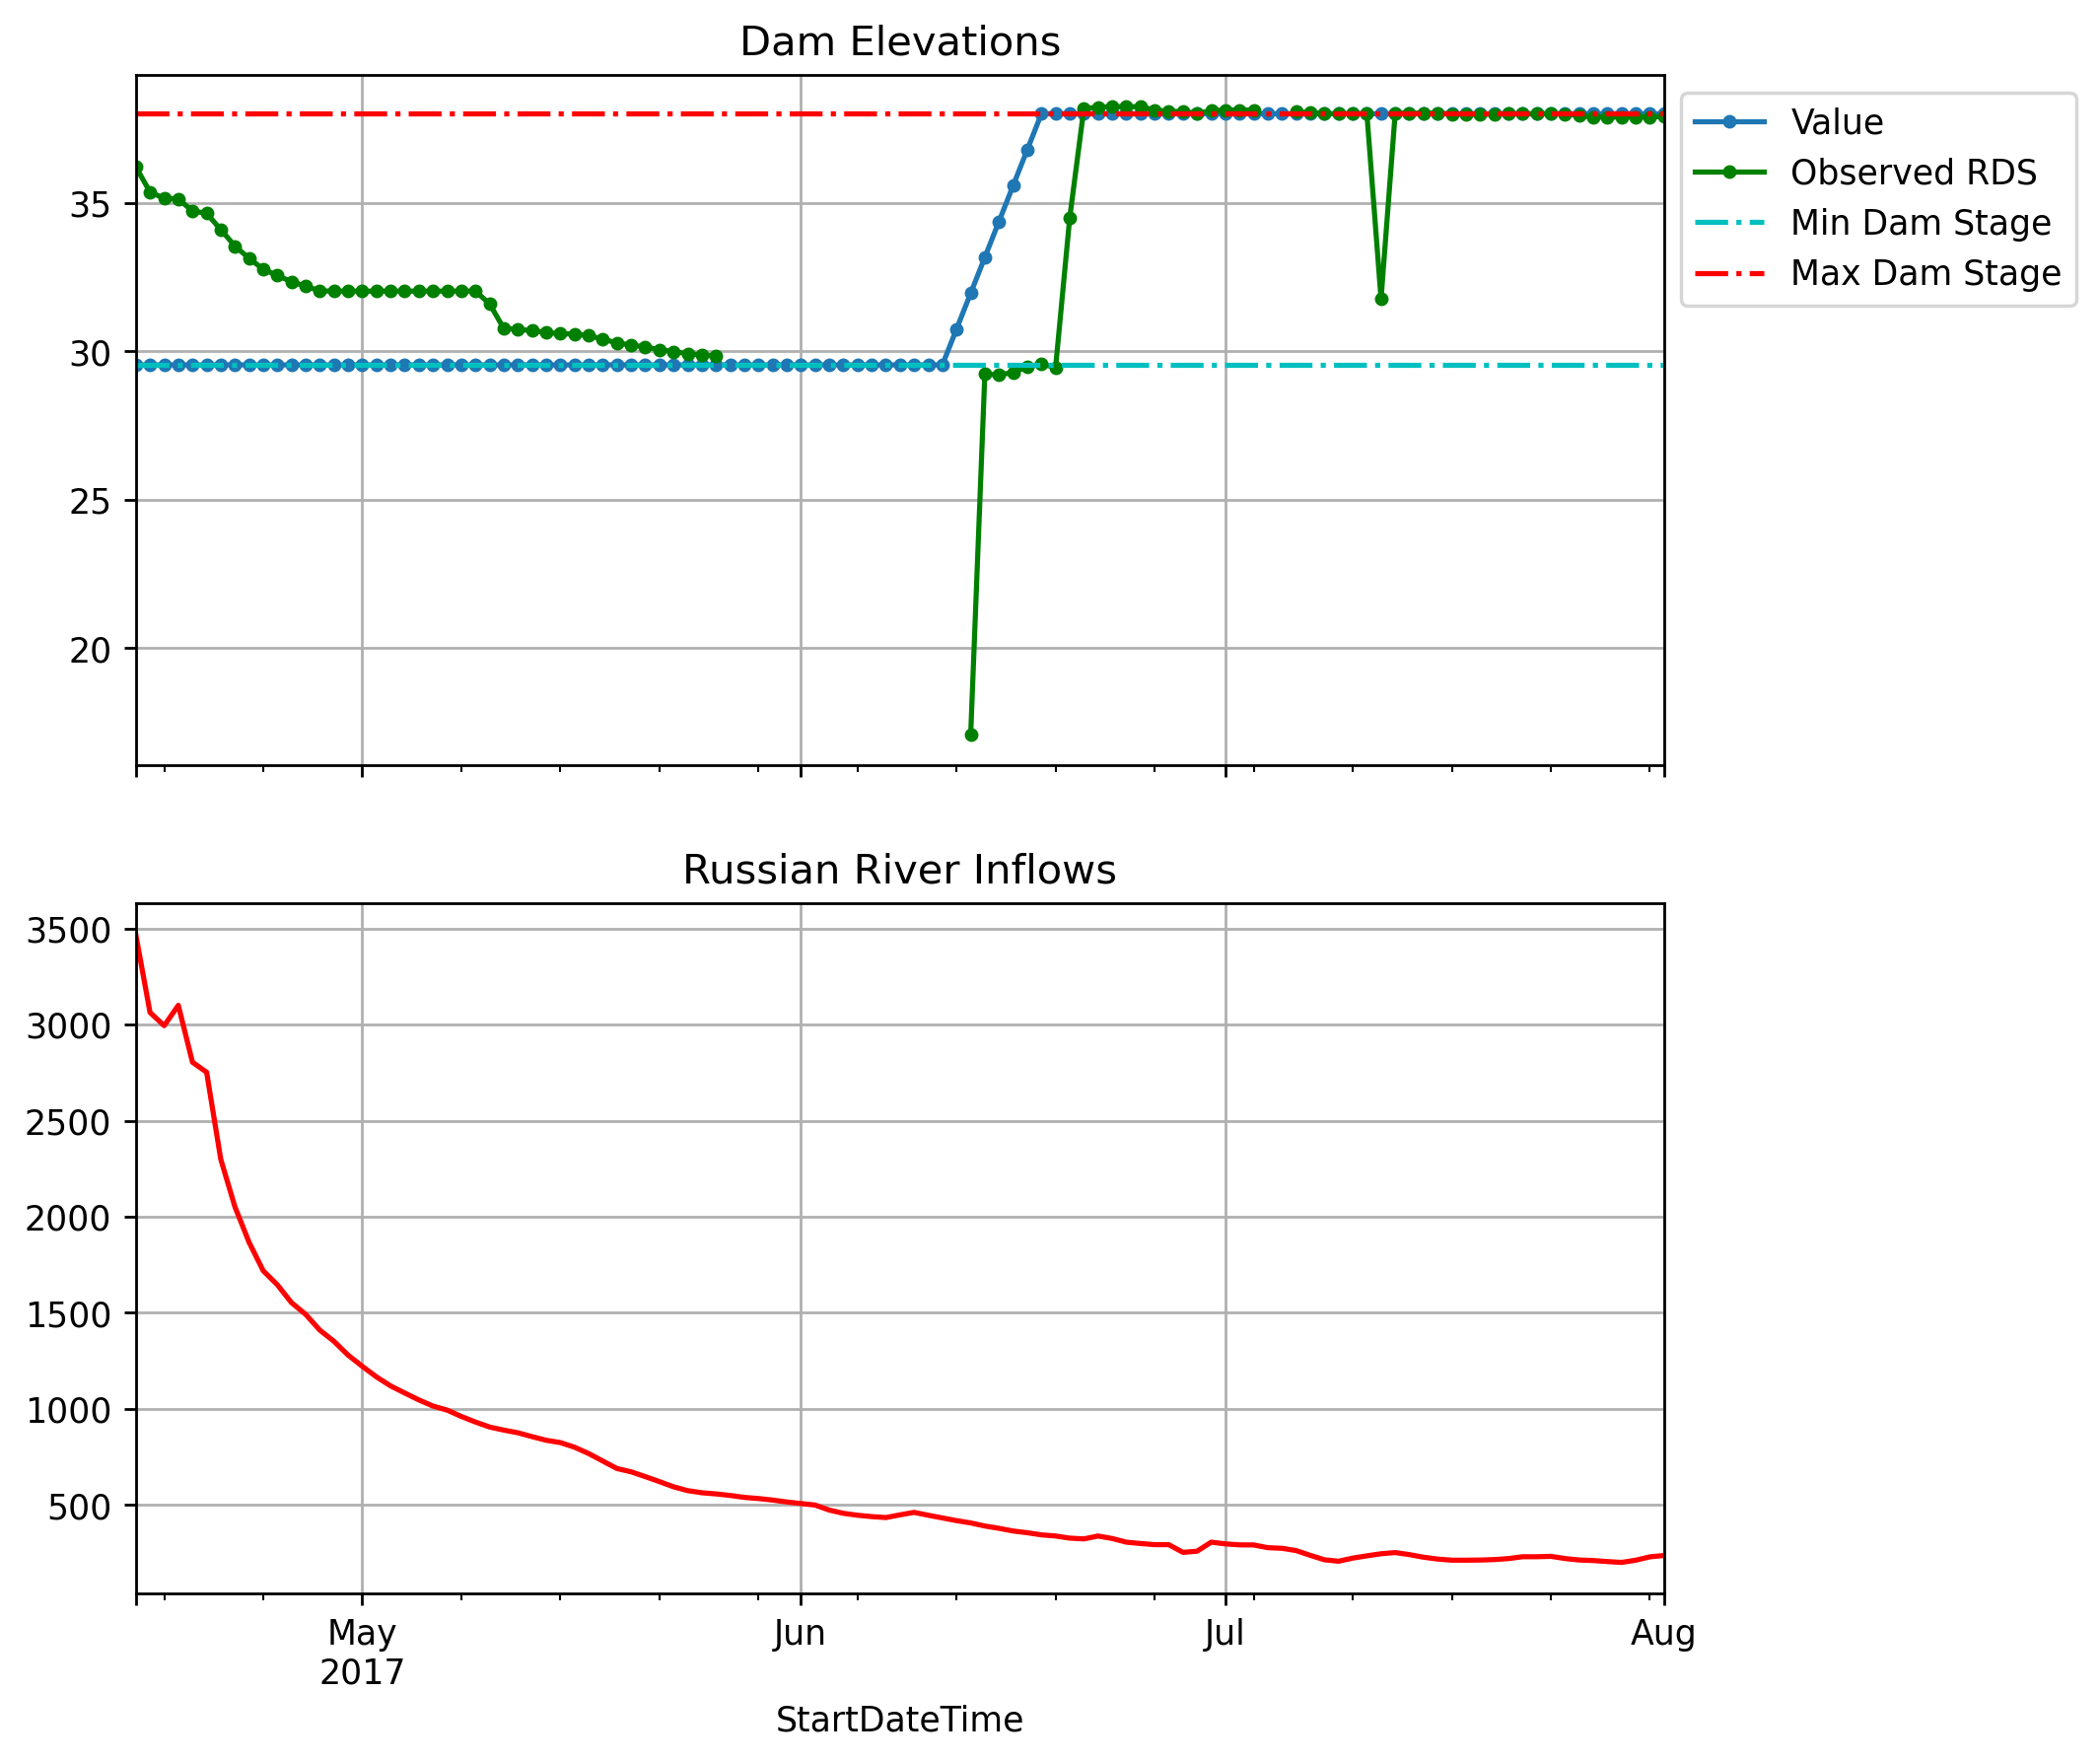 Dam Elevations
35
30
25
20
Value
Observed RDS
Min Dam Stage
Max Dam Stage
Russian River Inflows
3500
3000
2500
2000
1500
1000
500
May
2017
Jun
Jul
Aug
StartDateTime